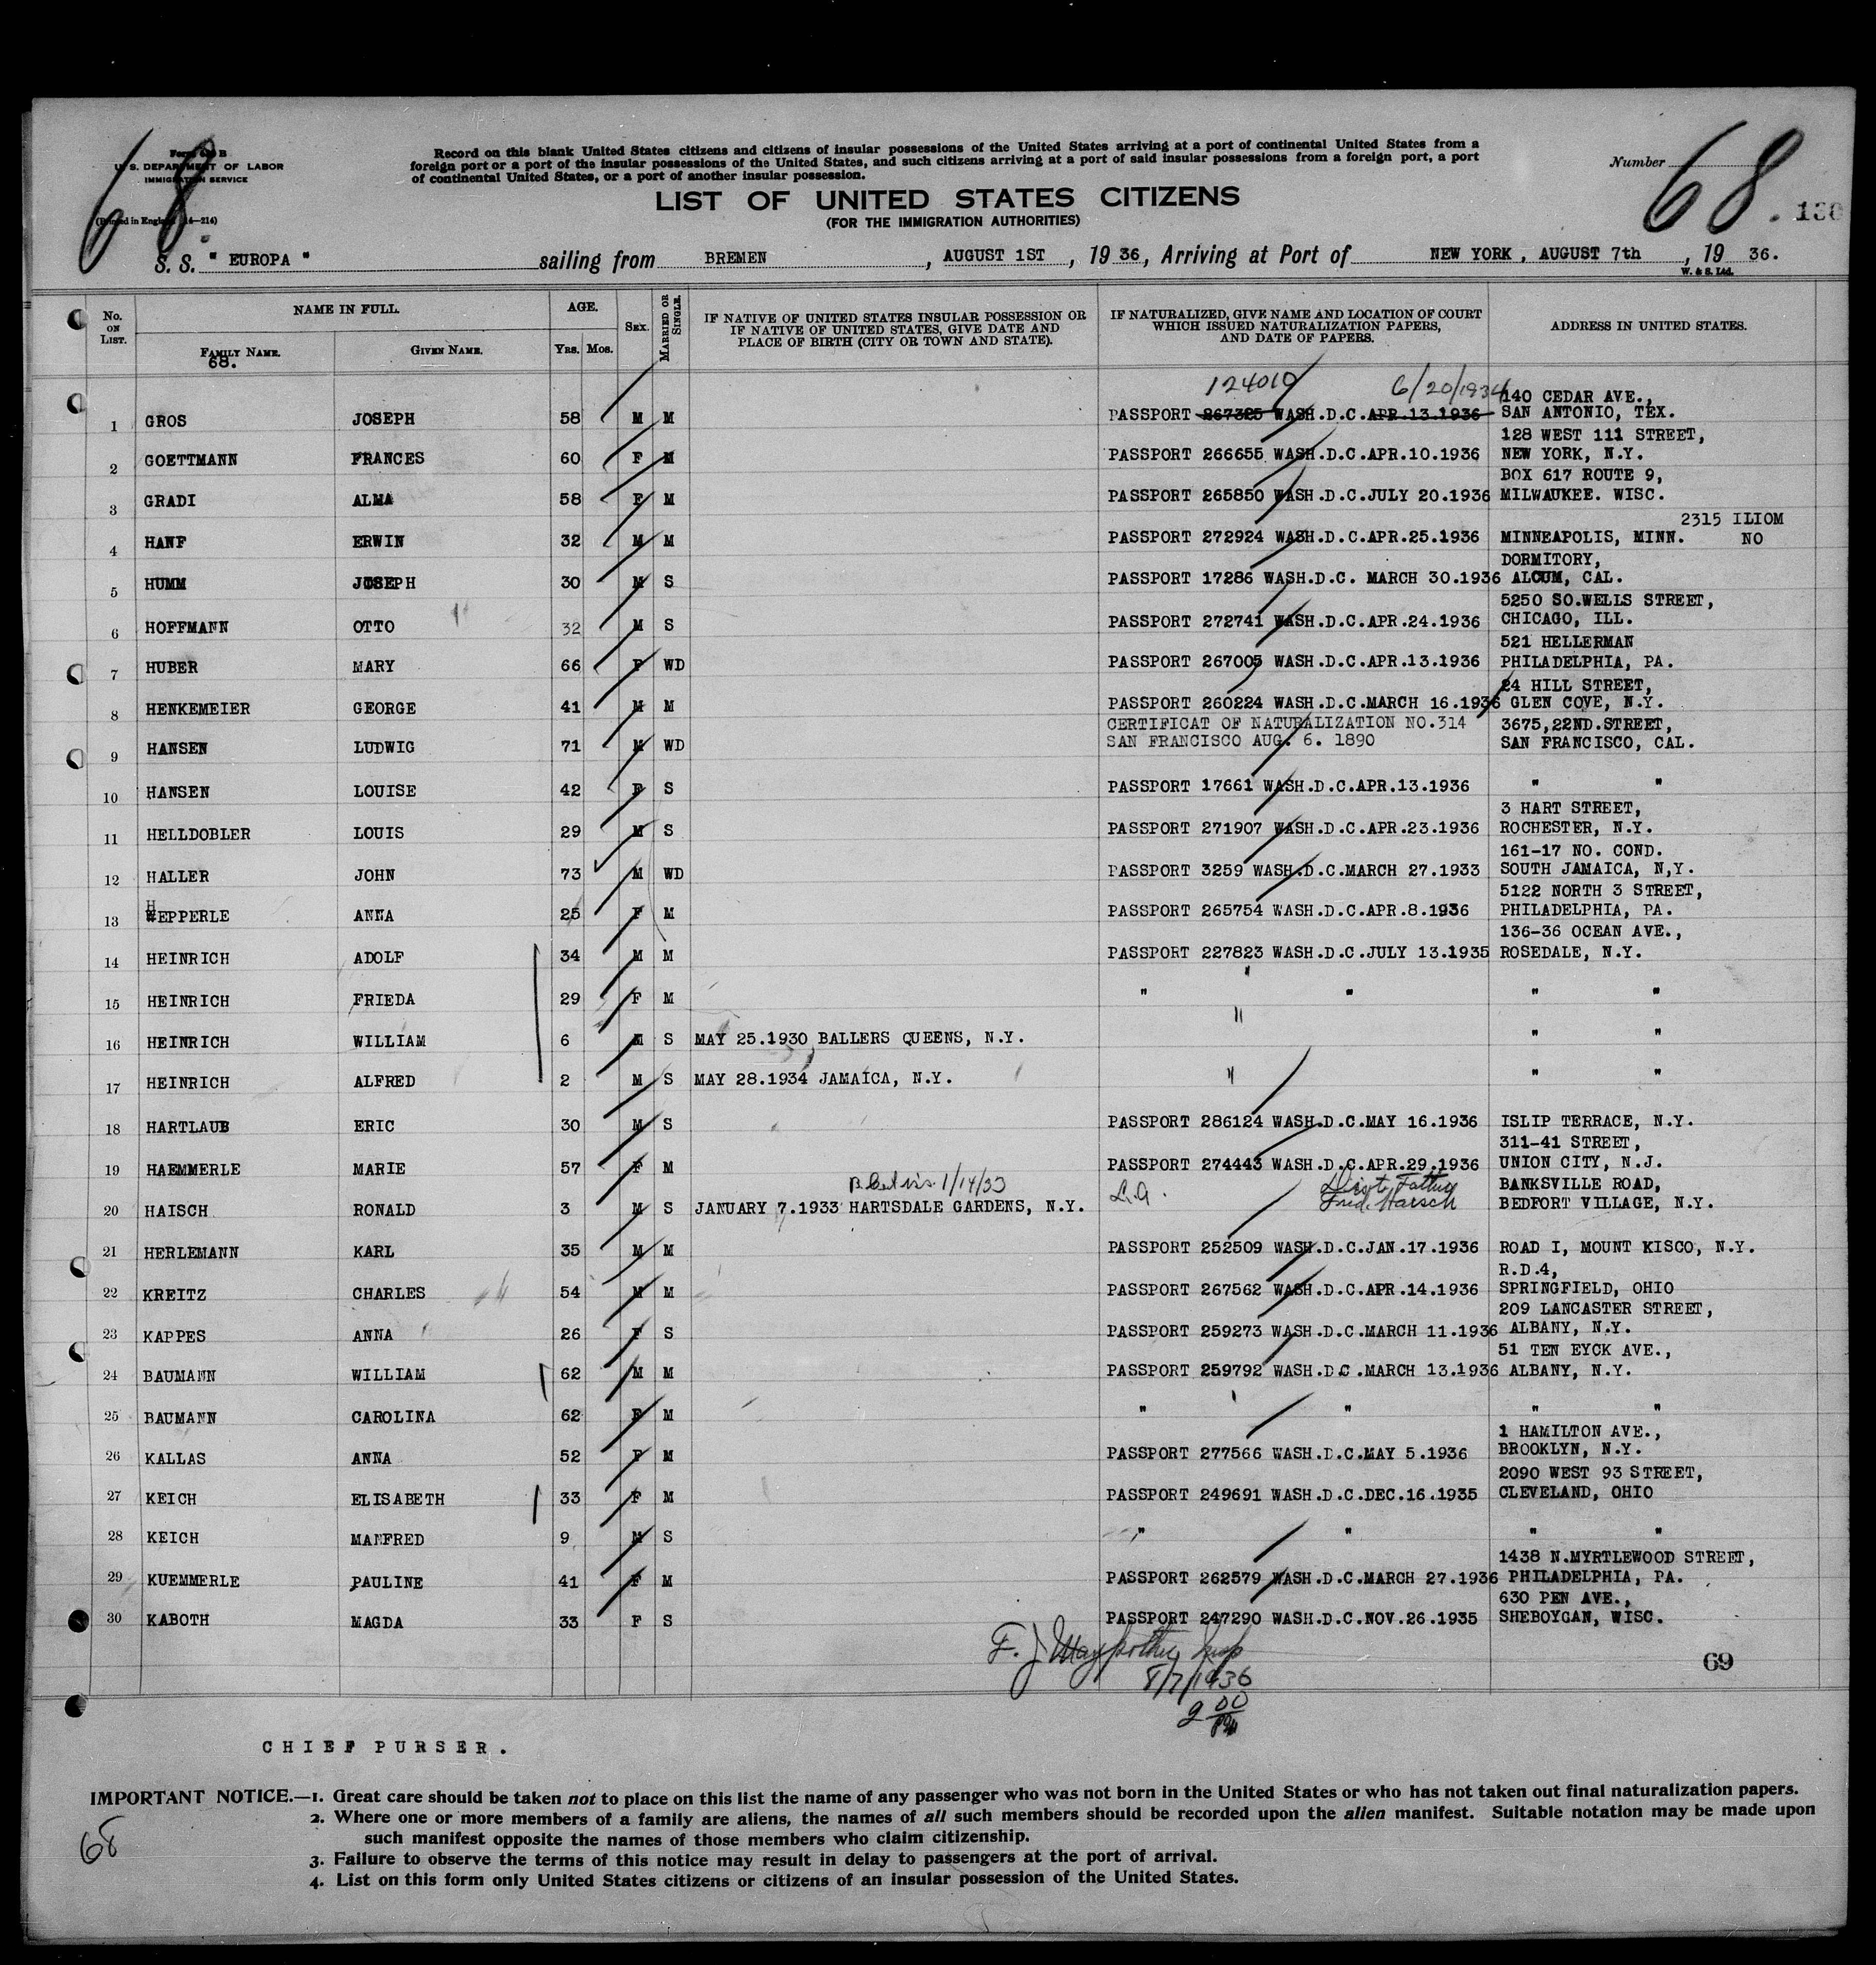 68
Form 630 B
U. S. DEPARTMENT OF LABOR
IMMIGRATION SERVICE
(Printed in England 14—214)
Record on this blank United States citizens and citizens of insular possessions of the United States arriving at a port of continental United States from a
foreign port or a port of the insular possessions of the United States, and such citizens arriving at a port of said insular possessions from a foreign port, a port
of continental United States, or a port of another insular possession.
Number 68. 130
LIST OF UNITED STATES CITIZENS
(FOR THE IMMIGRATION AUTHORITIES)
S. S. " EUROPA " sailing from BREMEN, AUGUST 1ST, 19 36, Arriving at Port of NEW YORK, AUGUST 7th, 19 36.
W. & S. Ltd.
No. ON LIST. NAME IN FULL. AGE. SEX. MARRIED OR SINGLE. IF NATIVE OF UNITED STATES INSULAR POSSESSION OR IF NATIVE OF UNITED STATES, GIVE DATE AND PLACE OF BIRTH (CITY OR TOWN AND STATE). IF NATURALIZED, GIVE NAME AND LOCATION OF COURT WHICH ISSUED NATURALIZATION PAPERS, AND DATE OF PAPERS. ADDRESS IN UNITED STATES.
FAMILY NAME. GIVEN NAME. YRS. MOS.
68.
124010 6/20/1934 140 CEDAR AVE.,
1 GROS JOSEPH 58 M M PASSPORT 267325 WASH.D.C.APR.13.1936 SAN ANTONIO, TEX.
128 WEST 111 STREET,
2 GOETTMANN FRANCES 60 F M PASSPORT 266655 WASH.D.C.APR.10.1936 NEW YORK, N.Y.
BOX 617 ROUTE 9,
3 GRADI ALMA 58 F M PASSPORT 265850 WASH.D.C.JULY 20.1936 MILWAUKEE. WISC.
2315 ILIOM
4 HANF ERWIN 32 M M PASSPORT 272924 WASH.D.C.APR.25.1936 MINNEAPOLIS, MINN. NO
DORMITORY,
5 HUMM JOSEPH 30 M S PASSPORT 17286 WASH.D.C. MARCH 30.1936 ALCUM, CAL.
5250 SO.WELLS STREET,
6 HOFFMANN OTTO 32 M S PASSPORT 272741 WASH.D.C.APR.24.1936 CHICAGO, ILL.
521 HELLERMAN
7 HUBER MARY 66 F WD PASSPORT 267005 WASH.D.C.APR.13.1936 PHILADELPHIA, PA.
24 HILL STREET,
8 HENKEMEIER GEORGE 41 M M PASSPORT 260224 WASH.D.C.MARCH 16.1936 GLEN COVE, N.Y.
CERTIFICAT OF NATURALIZATION NO.314 3675,22ND.STREET,
9 HANSEN LUDWIG 71 M WD SAN FRANCISCO AUG. 6. 1890 SAN FRANCISCO, CAL.
10 HANSEN LOUISE 42 F S PASSPORT 17661 WASH.D.C.APR.13.1936 " "
3 HART STREET,
11 HELLDOBLER LOUIS 29 M S PASSPORT 271907 WASH.D.C.APR.23.1936 ROCHESTER, N.Y.
161-17 NO. COND.
12 HALLER JOHN 73 M WD PASSPORT 3259 WASH.D.C.MARCH 27.1933 SOUTH JAMAICA, N,Y.
5122 NORTH 3 STREET,
13 HEPPERLE ANNA 25 F M PASSPORT 265754 WASH.D.C.APR.8.1936 PHILADELPHIA, PA.
136-36 OCEAN AVE.,
14 HEINRICH ADOLF 34 M M PASSPORT 227823 WASH.D.C.JULY 13.1935 ROSEDALE, N.Y.
15 HEINRICH FRIEDA 29 F M " " " "
16 HEINRICH WILLIAM 6 M S MAY 25.1930 BALLERS QUEENS, N.Y. " " "
17 HEINRICH ALFRED 2 M S MAY 28.1934 JAMAICA, N.Y. " " "
18 HARTLAUB ERIC 30 M S PASSPORT 286124 WASH.D.C.MAY 16.1936 ISLIP TERRACE, N.Y.
311-41 STREET,
19 HAEMMERLE MARIE 57 F M PASSPORT 274443 WASH.D.C.APR.29.1936 UNION CITY, N.J.
1/14/33 Father BANKSVILLE ROAD,
20 HAISCH RONALD 3 M S JANUARY 7.1933 HARTSDALE GARDENS, N.Y. Fred. Haisch BEDFORT VILLAGE, N.Y.
21 HERLEMANN KARL 35 M M PASSPORT 252509 WASH.D.C.JAN.17.1936 ROAD I, MOUNT KISCO, N.Y.
R.D.4,
22 KREITZ CHARLES 54 M M PASSPORT 267562 WASH.D.C.APR.14.1936 SPRINGFIELD, OHIO
209 LANCASTER STREET,
23 KAPPES ANNA 26 F S PASSPORT 259273 WASH.D.C.MARCH 11.1936 ALBANY, N.Y.
51 TEN EYCK AVE.,
24 BAUMANN WILLIAM 62 M M PASSPORT 259792 WASH.D.C.MARCH 13.1936 ALBANY, N.Y.
25 BAUMANN CAROLINA 62 F M " " " "
1 HAMILTON AVE.,
26 KALLAS ANNA 52 F M PASSPORT 277566 WASH.D.C.MAY 5.1936 BROOKLYN, N.Y.
2090 WEST 93 STREET,
27 KEICH ELISABETH 33 F M PASSPORT 249691 WASH.D.C.DEC.16.1935 CLEVELAND, OHIO
28 KEICH MANFRED 9 M S " " " "
1438 N.MYRTLEWOOD STREET,
29 KUEMMERLE PAULINE 41 F M PASSPORT 262579 WASH.D.C.MARCH 27.1936 PHILADELPHIA, PA.
630 PEN AVE.,
30 KABOTH MAGDA 33 F S PASSPORT 247290 WASH.D.C.NOV.26.1935 SHEBOYGAN, WISC.
F. J.
8/7/1936
2 00
69
CHIEF PURSER.
IMPORTANT NOTICE.—1. Great care should be taken not to place on this list the name of any passenger who was not born in the United States or who has not taken out final naturalization papers.
2. Where one or more members of a family are aliens, the names of all such members should be recorded upon the alien manifest. Suitable notation may be made upon
such manifest opposite the names of those members who claim citizenship.
3. Failure to observe the terms of this notice may result in delay to passengers at the port of arrival.
4. List on this form only United States citizens or citizens of an insular possession of the United States.
68